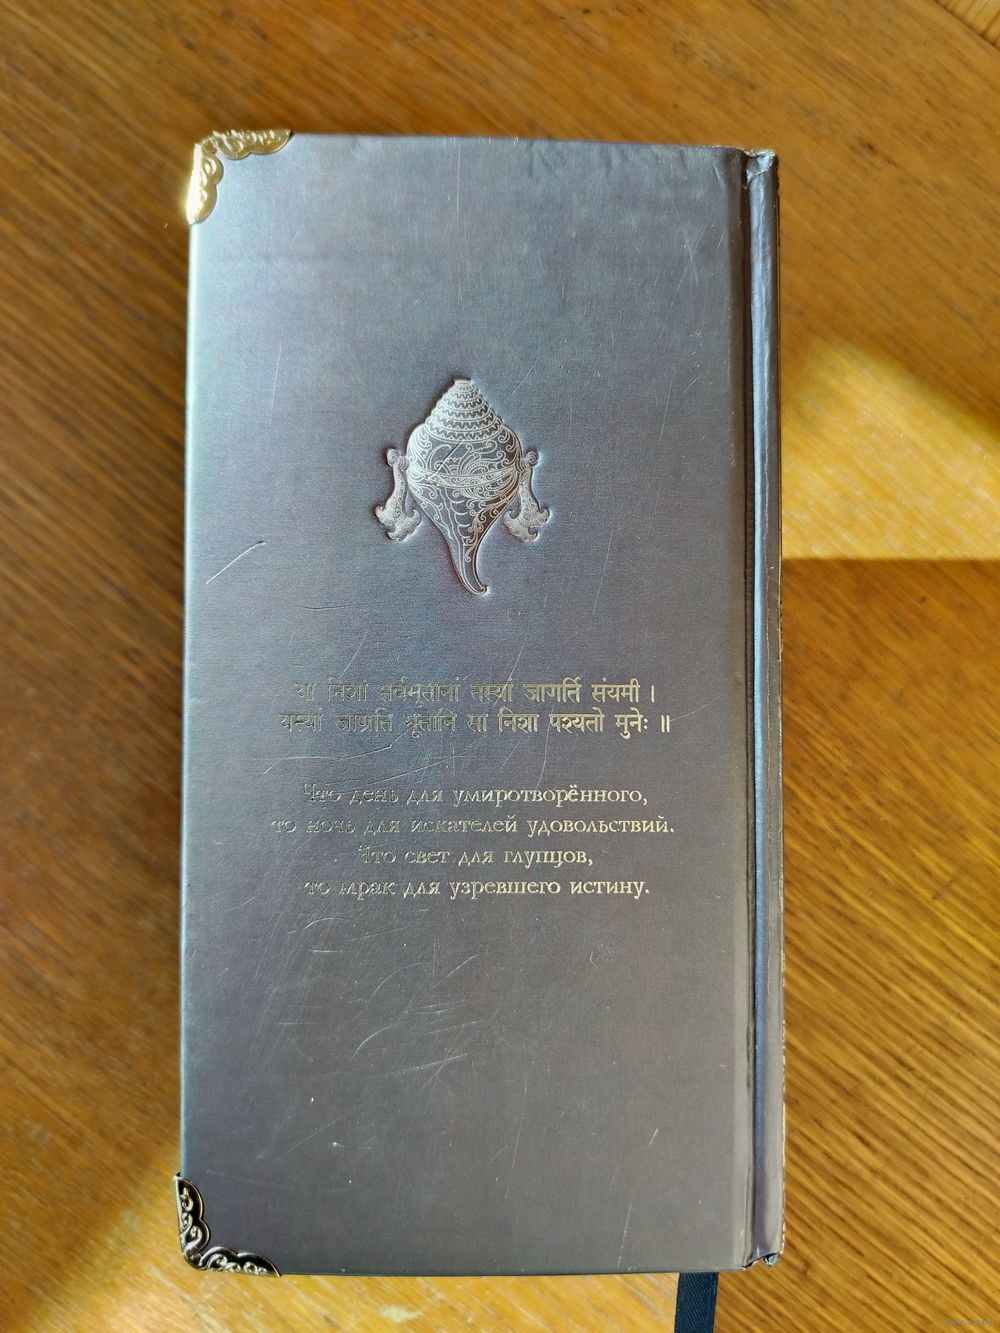 या निशा सर्वभूतानां तस्यां जागर्ति संयमी ।
यस्यां जाग्रति भूतानि सा निशा पश्यतो मुनेः ॥
Что день для умиротворённого,
то ночь для искателей удовольствий.
Что свет для глупцов,
то мрак для узревшего истину.